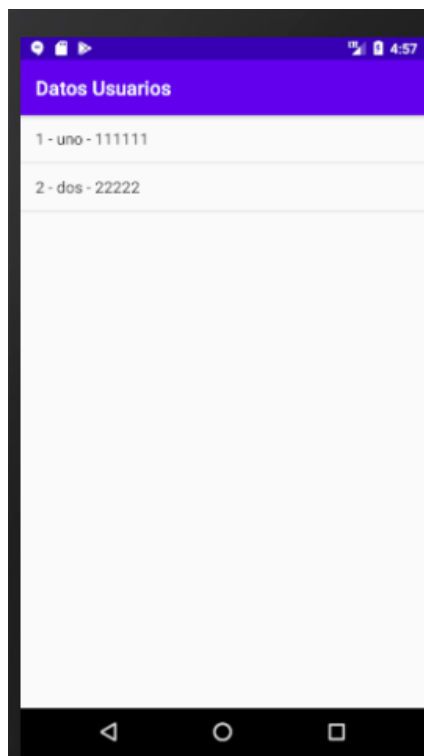 4:57
Datos Usuarios
1 - uno - 111111
2 - dos - 22222